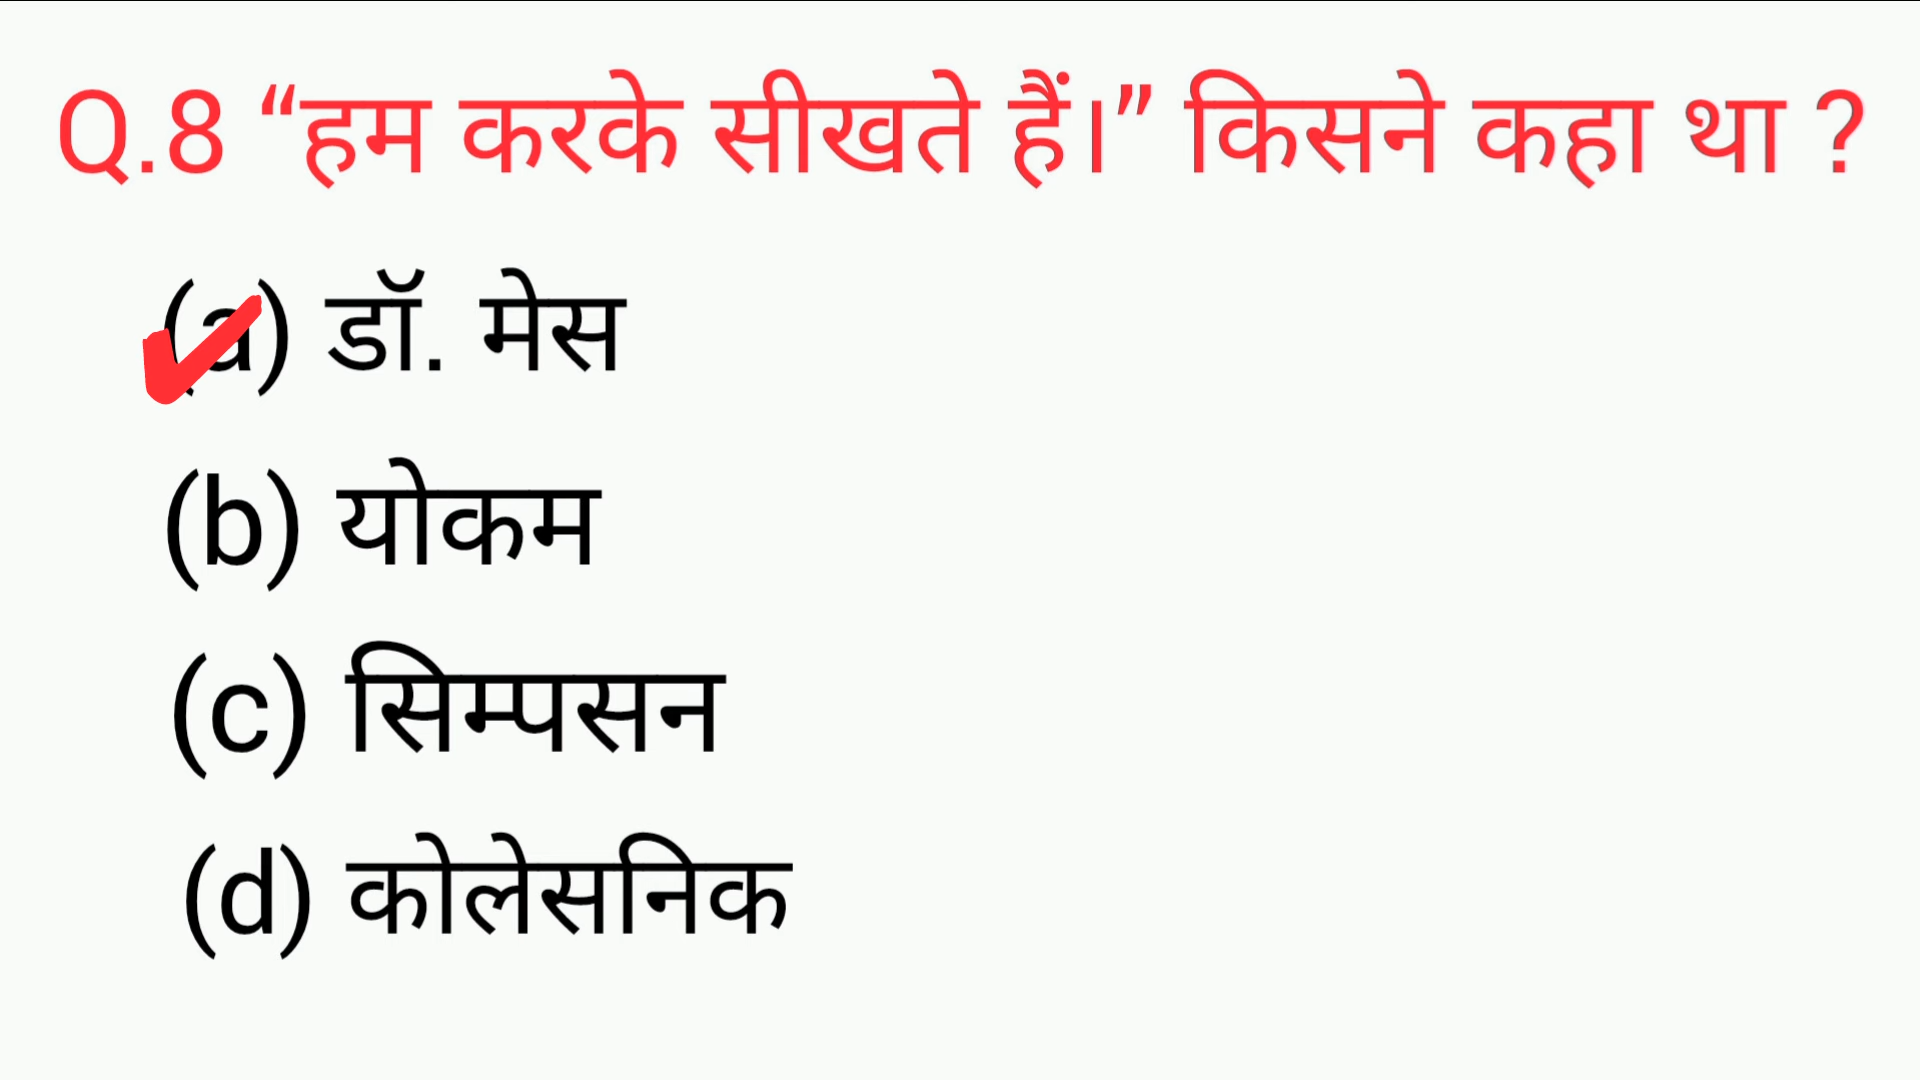 Q.8 “हम करके सीखते हैं।” किसने कहा था ?
(a) डॉ. मेस
(b) योकम
(c) सिम्पसन
(d) कोलेसनिक